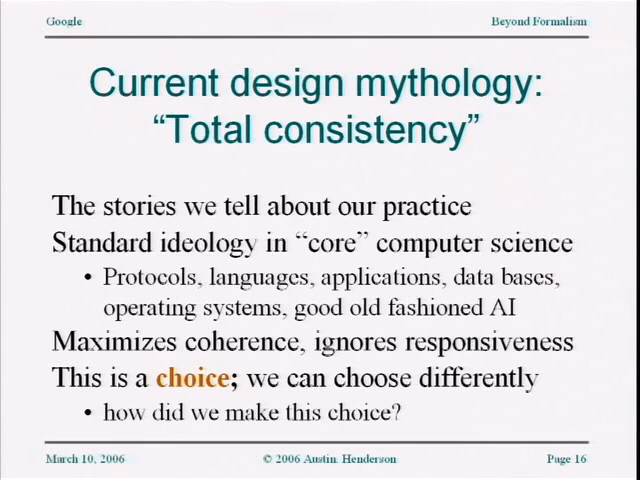 Google Beyond Formalism
Current design mythology:
“Total consistency”
The stories we tell about our practice
Standard ideology in “core” computer science
• Protocols, languages, applications, data bases,
operating systems, good old fashioned AI
Maximizes coherence, ignores responsiveness
This is a choice; we can choose differently
• how did we make this choice?
March 10, 2006 © 2006 Austin Henderson Page 16